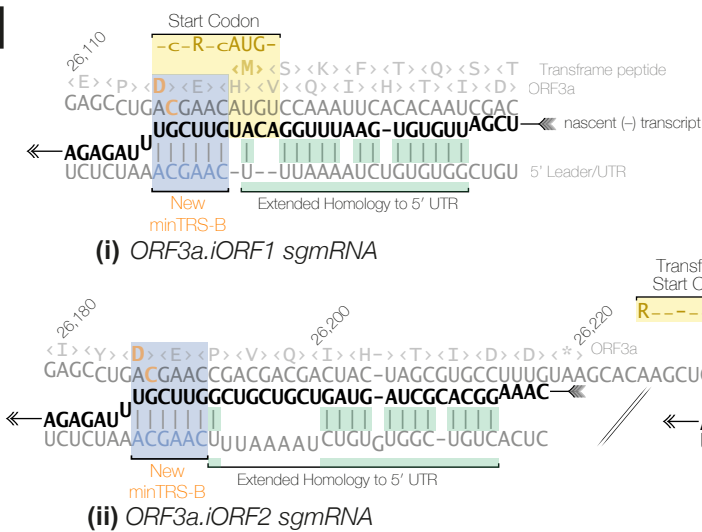 Start Codon
-c-R-cAUG-
26,110
‹M›‹S›‹K›‹F›‹T›‹Q›‹S›‹T
Transframe peptide
‹E›‹P›‹D›‹E›‹H›‹V›‹Q›‹I›‹H›‹T›‹I›‹D›
ORF3a
GAGCCUGACGAACAUGUCCAAAUUCACACAAUCGAC
UGCUUGUACAGGUUUAAG-UGUGUUAGCU
nascent (–) transcript
AGAGAUU
UCUCUAAACGAAC-U--UUAAAAUCUGUGUGGCUGU
5′ Leader/UTR
New
minTRS-B
Extended Homology to 5′ UTR
(i) ORF3a.iORF1 sgmRNA
Transf
Start C
R--–-
26,180
26,200
26,220
‹I›‹Y›‹D›‹E›‹P›‹V›‹Q›‹I›‹H-›‹T›‹I›‹D›‹D›‹*›
ORF3a
GAGCCUGACGAACCGACGACGACUAC-UAGCGUGCCUUUGUAAGCACAAGCUG
UGCUUGGCUGCUGCUGAUG-AUCGCACGGAAAC
AGAGAUU
UCUCUAAACGAACUUUAAAAUCUGUGUGGC-UGUCACUC
New
minTRS-B
Extended Homology to 5′ UTR
(ii) ORF3a.iORF2 sgmRNA